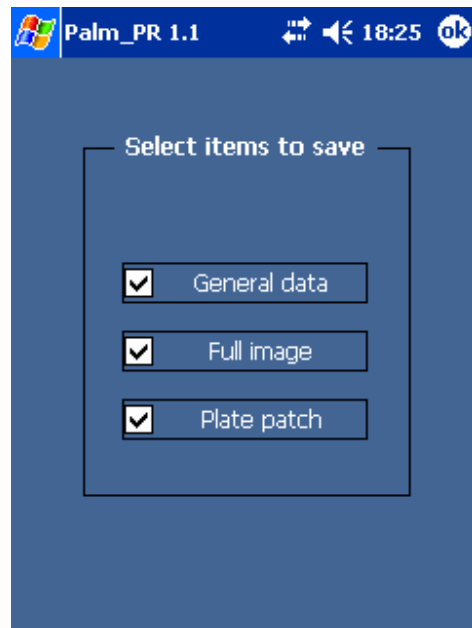 Palm_PR 1.1 18:25 ok
Select items to save
General data
Full image
Plate patch